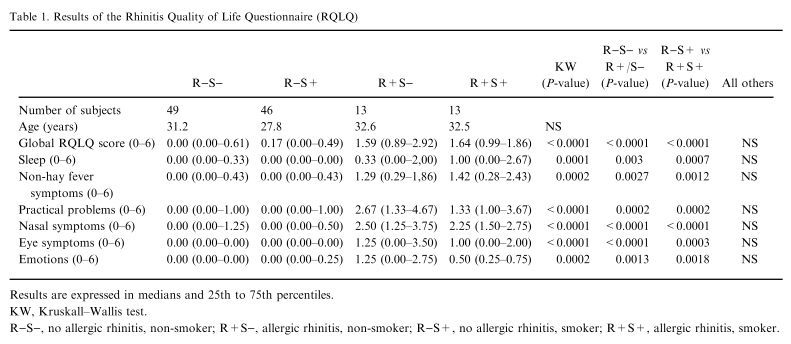 Table 1. Results of the Rhinitis Quality of Life Questionnaire (RQLQ)
R−S− R−S+ R+S− R+S+ KW (P-value) R−S− vs R+/S− (P-value) R−S+ vs R+S+ (P-value) All others
Number of subjects 49 46 13 13
Age (years) 31.2 27.8 32.6 32.5 NS
Global RQLQ score (0–6) 0.00 (0.00–0.61) 0.17 (0.00–0.49) 1.59 (0.89–2.92) 1.64 (0.99–1.86) <0.0001 <0.0001 <0.0001 NS
Sleep (0–6) 0.00 (0.00–0.33) 0.00 (0.00–0.00) 0.33 (0.00–2,00) 1.00 (0.00–2.67) 0.0001 0.003 0.0007 NS
Non-hay fever 0.00 (0.00–0.43) 0.00 (0.00–0.43) 1.29 (0.29–1,86) 1.42 (0.28–2.43) 0.0002 0.0027 0.0012 NS
symptoms (0–6)
Practical problems (0–6) 0.00 (0.00–1.00) 0.00 (0.00–1.00) 2.67 (1.33–4.67) 1.33 (1.00–3.67) <0.0001 0.0002 0.0002 NS
Nasal symptoms (0–6) 0.00 (0.00–1.25) 0.00 (0.00–0.50) 2.50 (1.25–3.75) 2.25 (1.50–2.75) <0.0001 <0.0001 <0.0001 NS
Eye symptoms (0–6) 0.00 (0.00–0.00) 0.00 (0.00–0.00) 1.25 (0.00–3.50) 1.00 (0.00–2.00) <0.0001 <0.0001 0.0003 NS
Emotions (0–6) 0.00 (0.00–0.00) 0.00 (0.00–0.25) 1.25 (0.00–2.75) 0.50 (0.25–0.75) 0.0002 0.0013 0.0018 NS
Results are expressed in medians and 25th to 75th percentiles.
KW, Kruskall–Wallis test.
R−S−, no allergic rhinitis, non-smoker; R+S−, allergic rhinitis, non-smoker; R−S+, no allergic rhinitis, smoker; R+S+, allergic rhinitis, smoker.